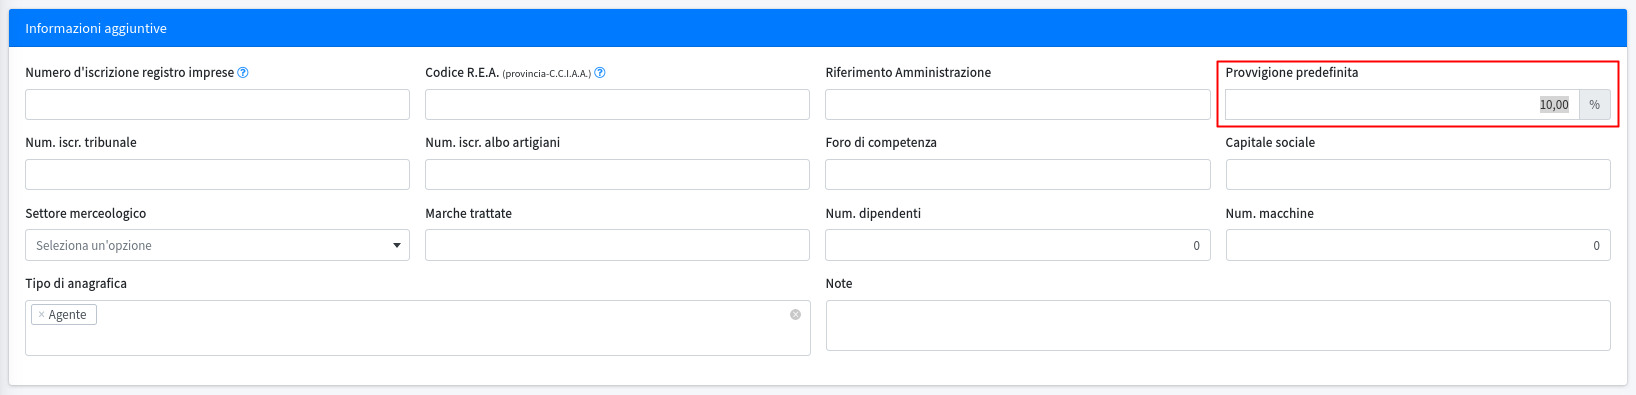 Informazioni aggiuntive
Numero d'iscrizione registro imprese ?
Codice R.E.A. (provincia-C.C.I.A.A.) ?
Riferimento Amministrazione
Provvigione predefinita
10,00 %
Num. iscr. tribunale
Num. iscr. albo artigiani
Foro di competenza
Capitale sociale
Settore merceologico
Marche trattate
Num. dipendenti
Num. macchine
Seleziona un'opzione
0
0
Tipo di anagrafica
Note
× Agente